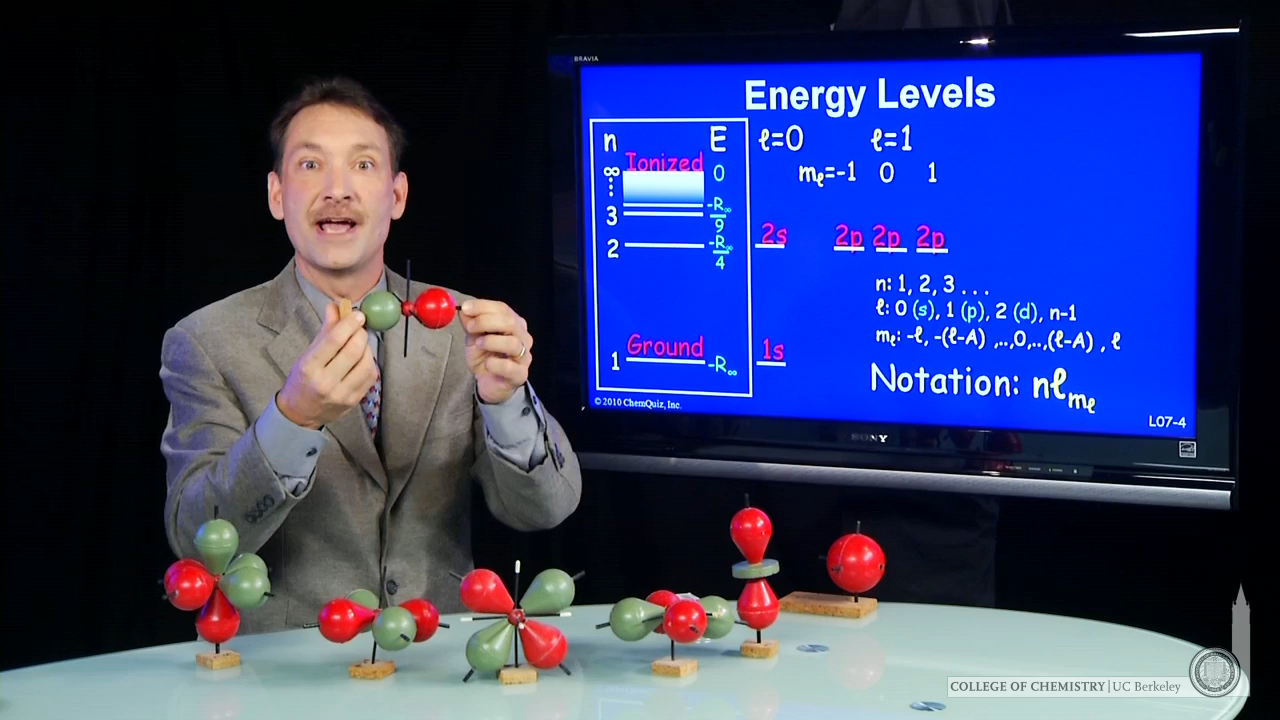 BRAVIA
Energy Levels
n E
Ionized
∞ 0
3 -R∞/9
2 -R∞/4
Ground
1 -R∞
ℓ=0 ℓ=1
mℓ=-1 0 1
2s 2p 2p 2p
1s
n: 1, 2, 3 . . .
ℓ: 0 (s), 1 (p), 2 (d), n-1
mℓ: -ℓ, -(ℓ-A) ,..,0,..,(ℓ-A) , ℓ
Notation: nℓmℓ
© 2010 ChemQuiz, Inc.
L07-4
SONY
COLLEGE OF CHEMISTRY | UC Berkeley